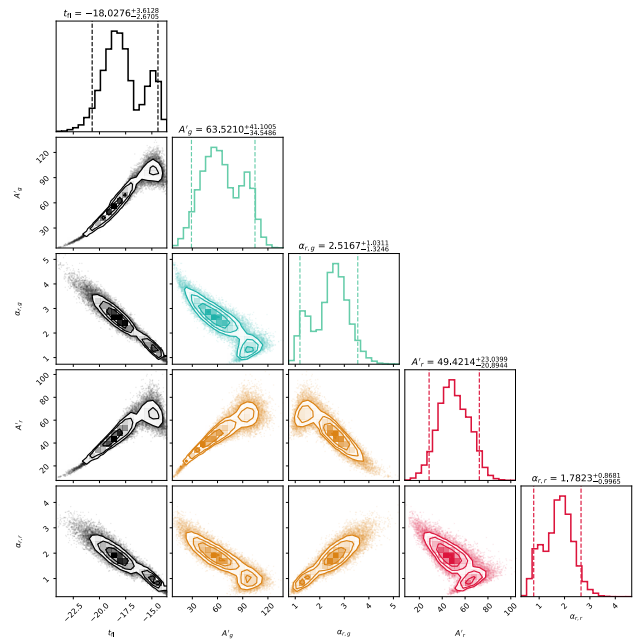 t_fl = −18.0276^{+3.6128}_{−2.6705}
A'_g = 63.5210^{+41.1005}_{−34.5486}
α_{r,g} = 2.5167^{+1.0311}_{−1.3246}
A'_r = 49.4214^{+23.0399}_{−20.8944}
α_{r,r} = 1.7823^{+0.8681}_{−0.9965}
A'_g
120
90
60
30
α_{r,g}
5
4
3
2
1
A'_r
100
80
60
40
20
α_{r,r}
4
3
2
1
−22.5 −20.0 −17.5 −15.0
30 60 90 120
1 2 3 4 5
20 40 60 80 100
1 2 3 4
t_fl
A'_g
α_{r,g}
A'_r
α_{r,r}